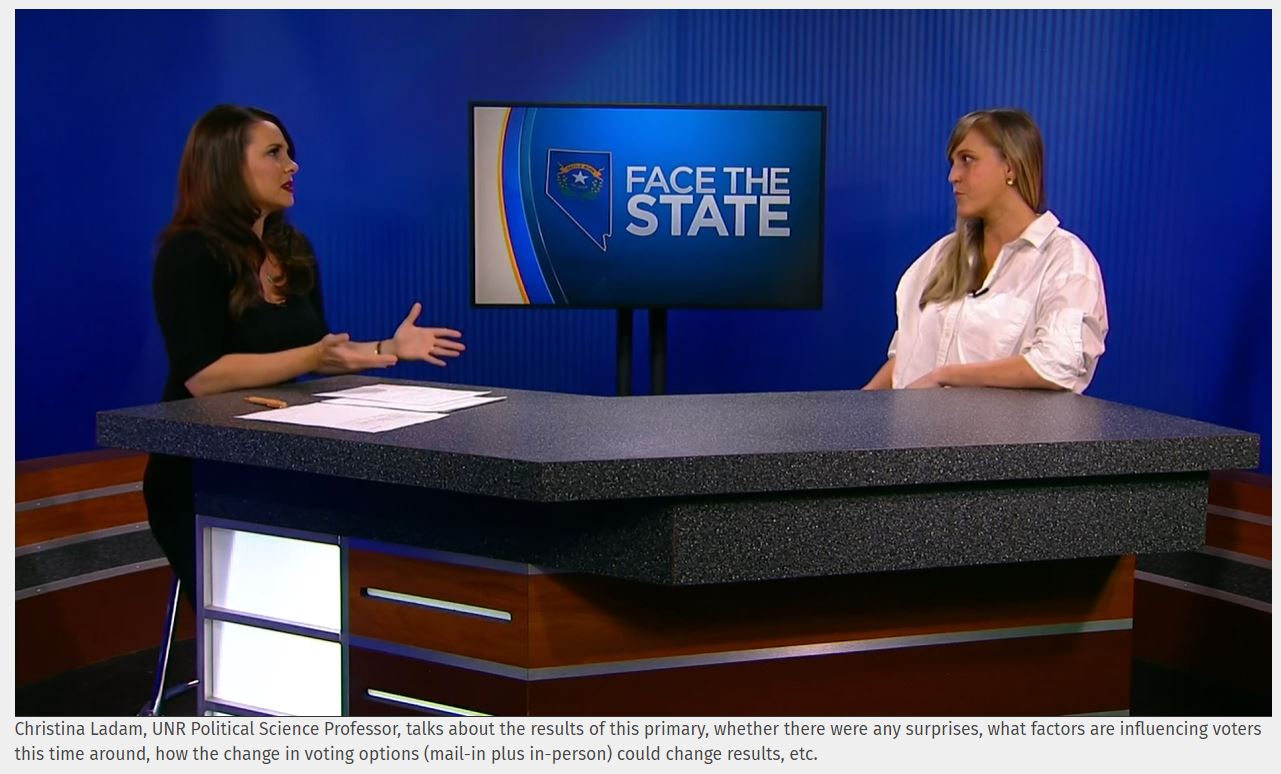 FACE THE
STATE
Christina Ladam, UNR Political Science Professor, talks about the results of this primary, whether there were any surprises, what factors are influencing voters
this time around, how the change in voting options (mail-in plus in-person) could change results, etc.